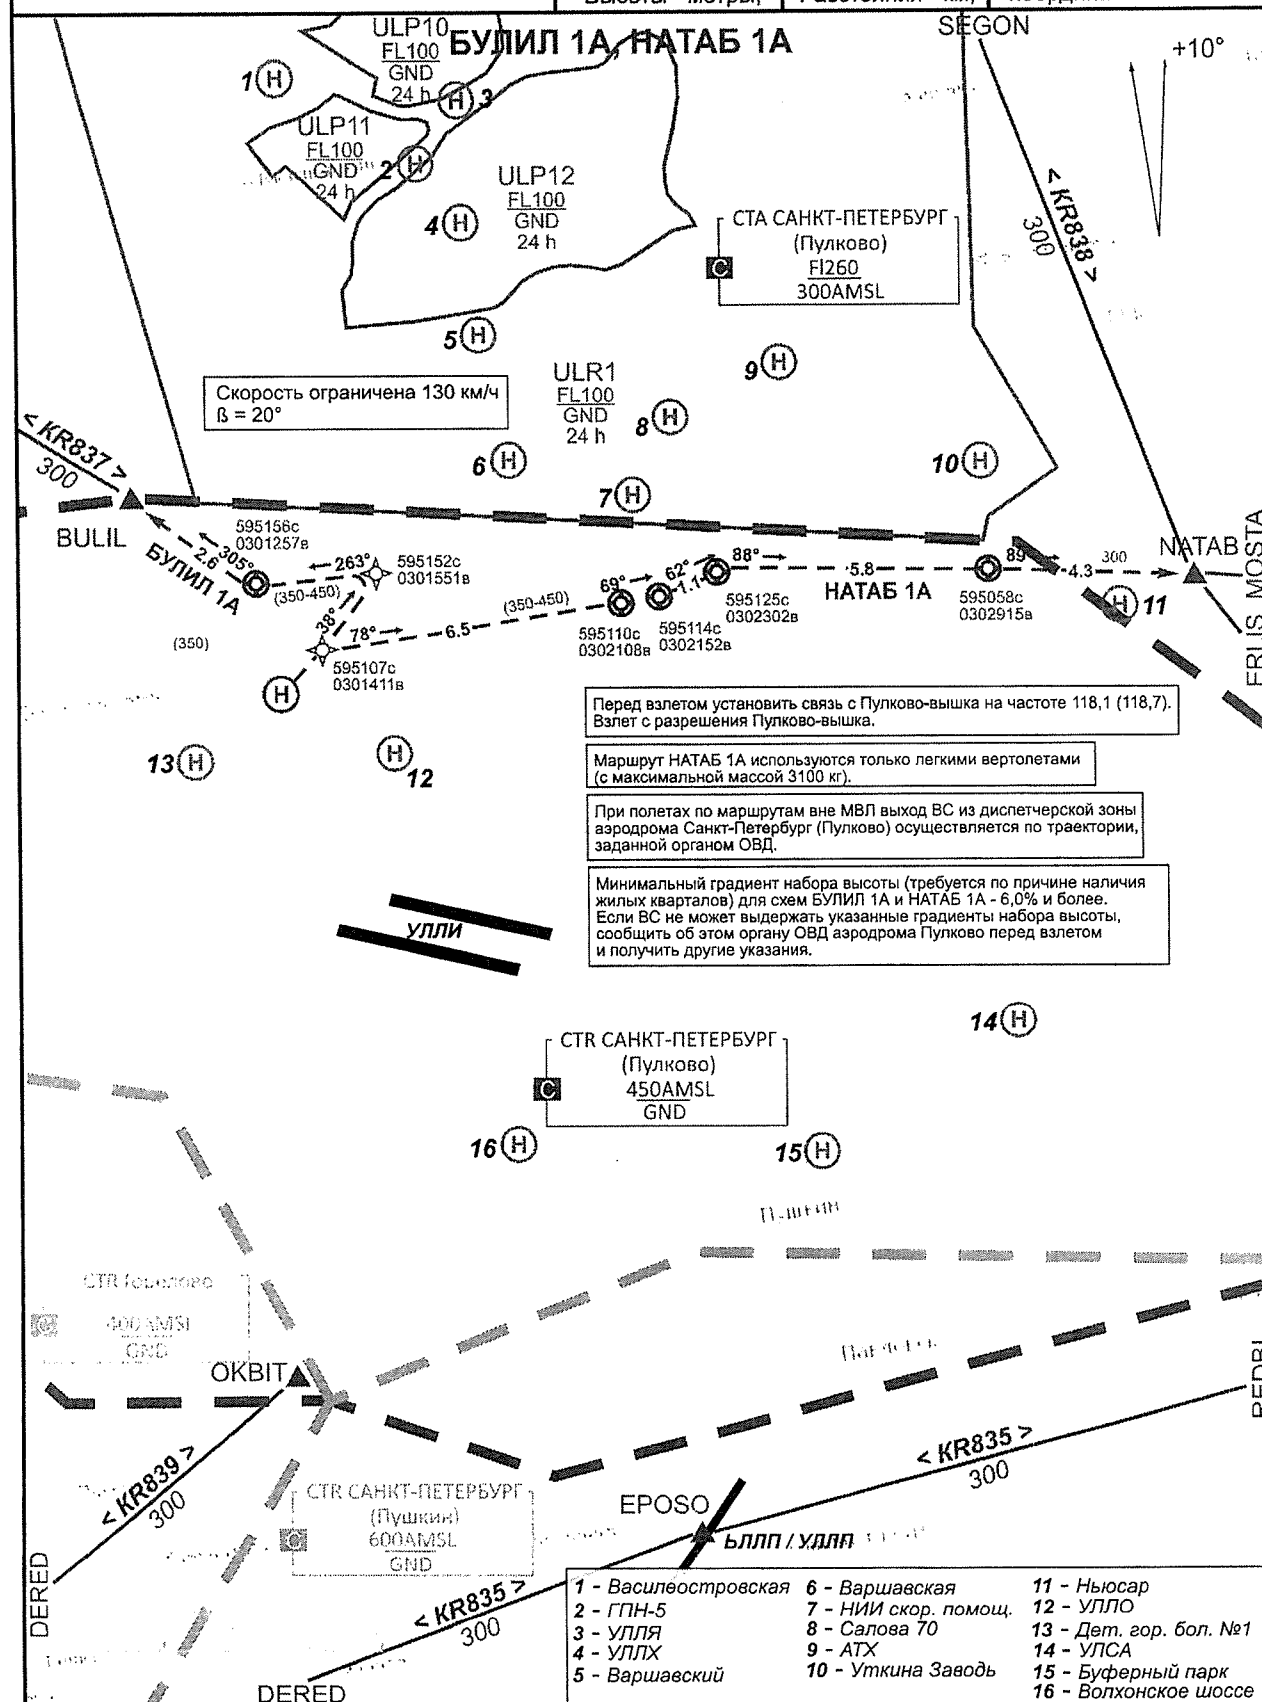 Высоты - метры,
Расстояния - км,
SEGON
БУЛИЛ 1А, НАТАБ 1А
+10°
ULP10
FL100
GND
24 h
1 H
H 3
ULP11
FL100
GND
24 h
2 H
ULP12
FL100
GND
24 h
4 H
< KR838 >
300
СТА САНКТ-ПЕТЕРБУРГ
(Пулково)
Fl260
300AMSL
C
5 H
9 H
ULR1
FL100
GND
24 h
Скорость ограничена 130 км/ч
ß = 20°
8 H
< KR837 >
300
6 H
10 H
7 H
BULIL
595156с
0301257в
305°
2.6
БУЛИЛ 1А
263°
(350-450)
595152с
0301551в
(350)
38°
78°
6.5
(350-450)
595107с
0301411в
H
69°
62°
1.1
88°
5.8
НАТАБ 1А
595110с
0302108в
595114с
0302152в
595125с
0302302в
89
300
4.3
595058с
0302915в
NATAB
H 11
MOSTA
Перед взлетом установить связь с Пулково-вышка на частоте 118,1 (118,7).
Взлет с разрешения Пулково-вышка.
13 H
H 12
Маршрут НАТАБ 1А используются только легкими вертолетами
(с максимальной массой 3100 кг).
При полетах по маршрутам вне МВЛ выход ВС из диспетчерской зоны
аэродрома Санкт-Петербург (Пулково) осуществляется по траектории,
заданной органом ОВД.
Минимальный градиент набора высоты (требуется по причине наличия
жилых кварталов) для схем БУЛИЛ 1А и НАТАБ 1А - 6,0% и более.
Если ВС не может выдержать указанные градиенты набора высоты,
сообщить об этом органу ОВД аэродрома Пулково перед взлетом
и получить другие указания.
УЛЛИ
14 H
CTR САНКТ-ПЕТЕРБУРГ
(Пулково)
450AMSL
GND
C
16 H
15 H
Пушкин
CTR Горелово
400AMSL
GND
Павловск
OKBIT
< KR839 >
300
DERED
CTR САНКТ-ПЕТЕРБУРГ
(Пушкин)
600AMSL
GND
C
EPOSO
ЬЛЛП / УЛЛП
< KR835 >
300
< KR835 >
300
DERED
1 - Василеостровская
2 - ГПН-5
3 - УЛЛЯ
4 - УЛЛХ
5 - Варшавский
6 - Варшавская
7 - НИИ скор. помощ.
8 - Салова 70
9 - АТХ
10 - Уткина Заводь
11 - Ньюсар
12 - УЛЛО
13 - Дет. гор. бол. №1
14 - УЛСА
15 - Буферный парк
16 - Волхонское шоссе